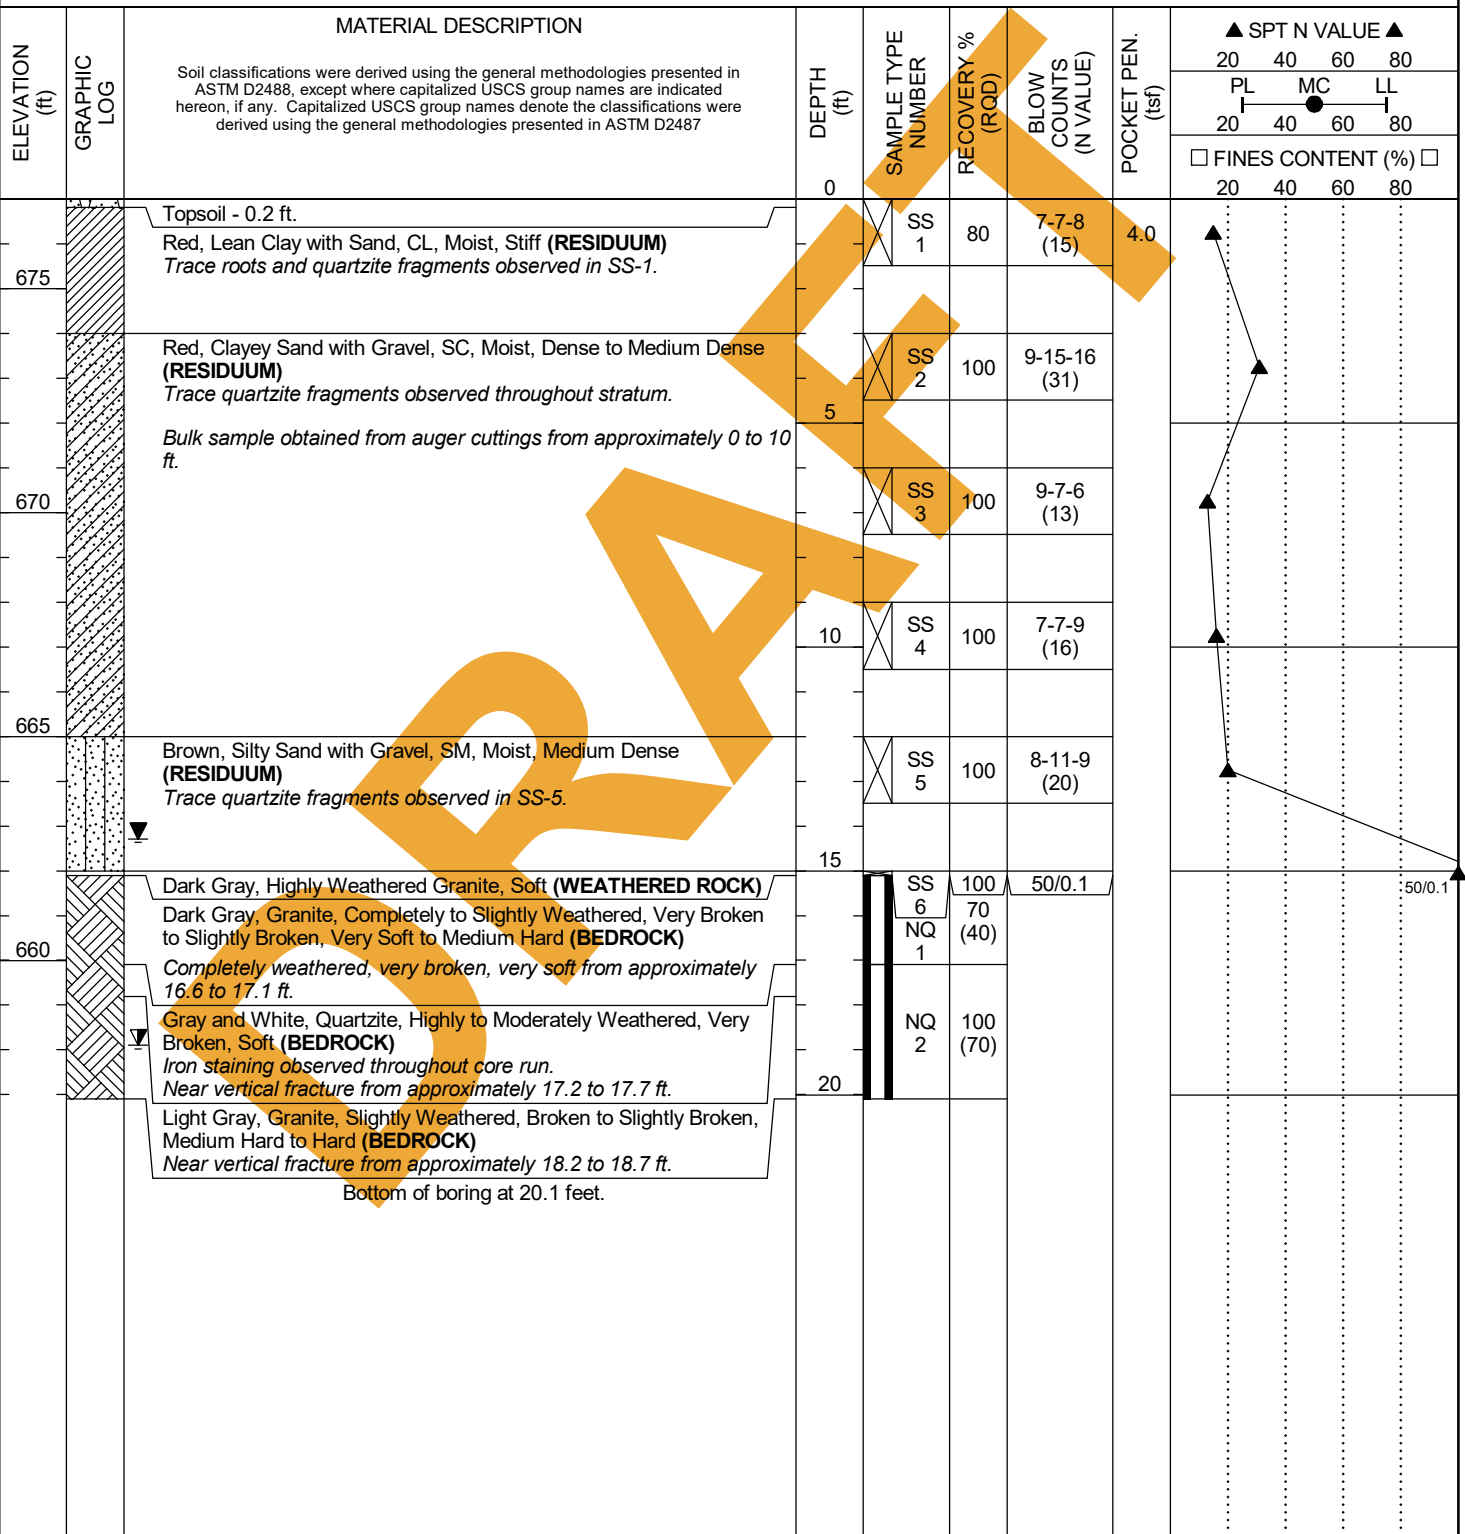 ELEVATION
(ft)
GRAPHIC
LOG
MATERIAL DESCRIPTION
Soil classifications were derived using the general methodologies presented in
ASTM D2488, except where capitalized USCS group names are indicated
hereon, if any. Capitalized USCS group names denote the classifications were
derived using the general methodologies presented in ASTM D2487
DEPTH
(ft)
SAMPLE TYPE
NUMBER
RECOVERY %
(RQD)
BLOW
COUNTS
(N VALUE)
POCKET PEN.
(tsf)
▲ SPT N VALUE ▲
20 40 60 80
PL MC LL
20 40 60 80
□ FINES CONTENT (%) □
20 40 60 80
0
Topsoil - 0.2 ft.
Red, Lean Clay with Sand, CL, Moist, Stiff (RESIDUUM)
Trace roots and quartzite fragments observed in SS-1.
SS
1
80
7-7-8
(15)
4.0
675
Red, Clayey Sand with Gravel, SC, Moist, Dense to Medium Dense
(RESIDUUM)
Trace quartzite fragments observed throughout stratum.
SS
2
100
9-15-16
(31)
5
Bulk sample obtained from auger cuttings from approximately 0 to 10
ft.
670
SS
3
100
9-7-6
(13)
10
SS
4
100
7-7-9
(16)
665
Brown, Silty Sand with Gravel, SM, Moist, Medium Dense
(RESIDUUM)
Trace quartzite fragments observed in SS-5.
SS
5
100
8-11-9
(20)
15
Dark Gray, Highly Weathered Granite, Soft (WEATHERED ROCK)
SS
6
100
50/0.1
50/0.1
Dark Gray, Granite, Completely to Slightly Weathered, Very Broken
to Slightly Broken, Very Soft to Medium Hard (BEDROCK)
NQ
1
70
(40)
660
Completely weathered, very broken, very soft from approximately
16.6 to 17.1 ft.
Gray and White, Quartzite, Highly to Moderately Weathered, Very
Broken, Soft (BEDROCK)
Iron staining observed throughout core run.
Near vertical fracture from approximately 17.2 to 17.7 ft.
NQ
2
100
(70)
20
Light Gray, Granite, Slightly Weathered, Broken to Slightly Broken,
Medium Hard to Hard (BEDROCK)
Near vertical fracture from approximately 18.2 to 18.7 ft.
Bottom of boring at 20.1 feet.
DRAFT